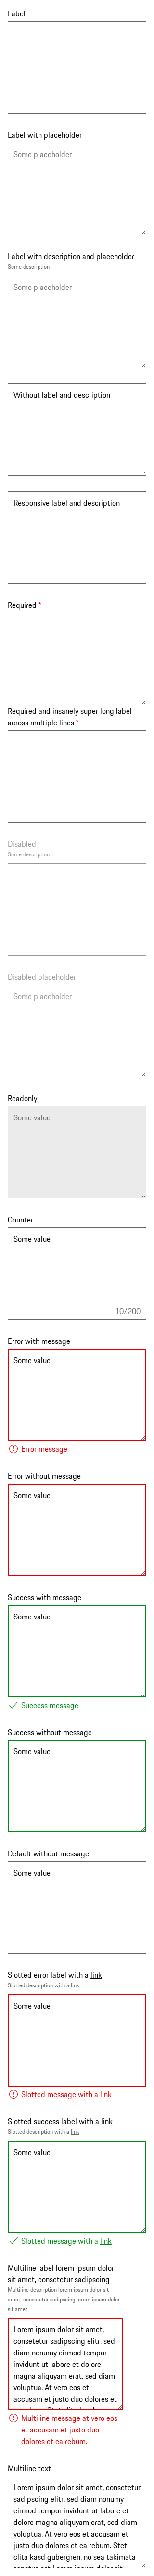 Label
Label with placeholder
Some placeholder
Label with description and placeholder
Some description
Some placeholder
Without label and description
Responsive label and description
Required *
Required and insanely super long label
across multiple lines *
Disabled
Some description
Disabled placeholder
Some placeholder
Readonly
Some value
Counter
Some value
10/200
Error with message
Some value
Error message
Error without message
Some value
Success with message
Some value
Success message
Success without message
Some value
Default without message
Some value
Slotted error label with a link
Slotted description with a link
Some value
Slotted message with a link
Slotted success label with a link
Slotted description with a link
Some value
Slotted message with a link
Multiline label lorem ipsum dolor
sit amet, consetetur sadipscing
Multiline description lorem ipsum dolor sit
amet, consetetur sadipscing lorem ipsum dolor
sit amet
Lorem ipsum dolor sit amet,
consetetur sadipscing elitr, sed
diam nonumy eirmod tempor
invidunt ut labore et dolore
magna aliquyam erat, sed diam
voluptua. At vero eos et
accusam et justo duo dolores et
Multiline message at vero eos
et accusam et justo duo
dolores et ea rebum.
Multiline text
Lorem ipsum dolor sit amet, consetetur
sadipscing elitr, sed diam nonumy
eirmod tempor invidunt ut labore et
dolore magna aliquyam erat, sed diam
voluptua. At vero eos et accusam et
justo duo dolores et ea rebum. Stet
clita kasd gubergren, no sea takimata